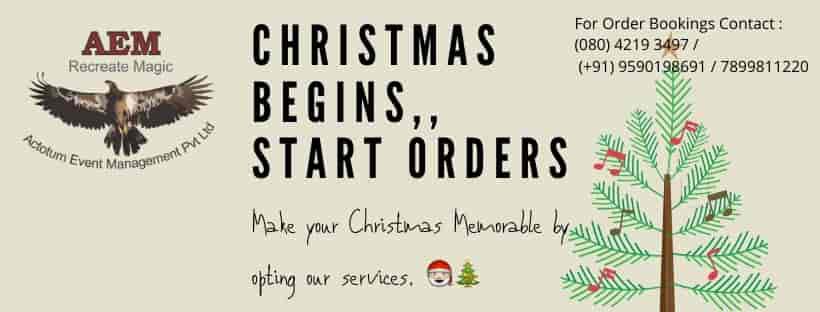 AEM
Recreate Magic
Actotum Event Management Pvt Ltd
CHRISTMAS
BEGINS,,
START ORDERS
Make your Christmas Memorable by
opting our services. 🎅🎄
For Order Bookings Contact :
(080) 4219 3497 /
(+91) 9590198691 / 7899811220